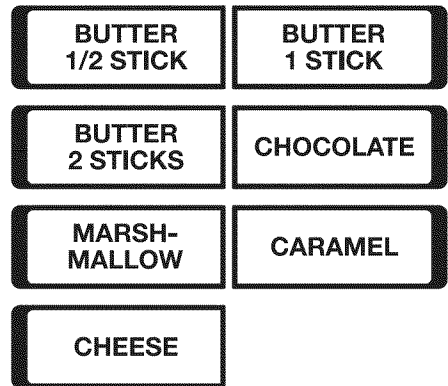 BUTTER
1/2 STICK
BUTTER
1 STICK
BUTTER
2 STICKS
CHOCOLATE
MARSH-
MALLOW
CARAMEL
CHEESE